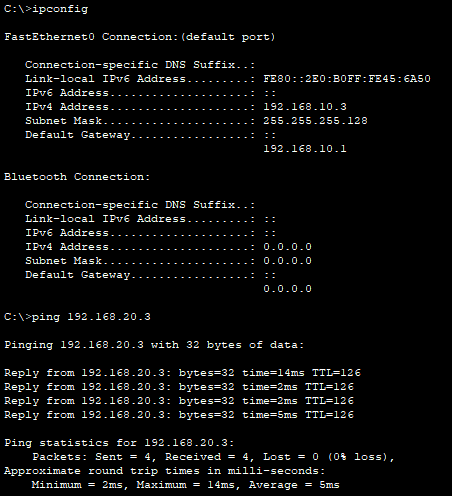 C:\>ipconfig
FastEthernet0 Connection:(default port)
Connection-specific DNS Suffix..:
Link-local IPv6 Address.........: FE80::2E0:B0FF:FE45:6A50
IPv6 Address....................: ::
IPv4 Address....................: 192.168.10.3
Subnet Mask.....................: 255.255.255.128
Default Gateway.................: ::
192.168.10.1
Bluetooth Connection:
Connection-specific DNS Suffix..:
Link-local IPv6 Address.........: ::
IPv6 Address....................: ::
IPv4 Address....................: 0.0.0.0
Subnet Mask.....................: 0.0.0.0
Default Gateway.................: ::
0.0.0.0
C:\>ping 192.168.20.3
Pinging 192.168.20.3 with 32 bytes of data:
Reply from 192.168.20.3: bytes=32 time=14ms TTL=126
Reply from 192.168.20.3: bytes=32 time=2ms TTL=126
Reply from 192.168.20.3: bytes=32 time=2ms TTL=126
Reply from 192.168.20.3: bytes=32 time=5ms TTL=126
Ping statistics for 192.168.20.3:
Packets: Sent = 4, Received = 4, Lost = 0 (0% loss),
Approximate round trip times in milli-seconds:
Minimum = 2ms, Maximum = 14ms, Average = 5ms